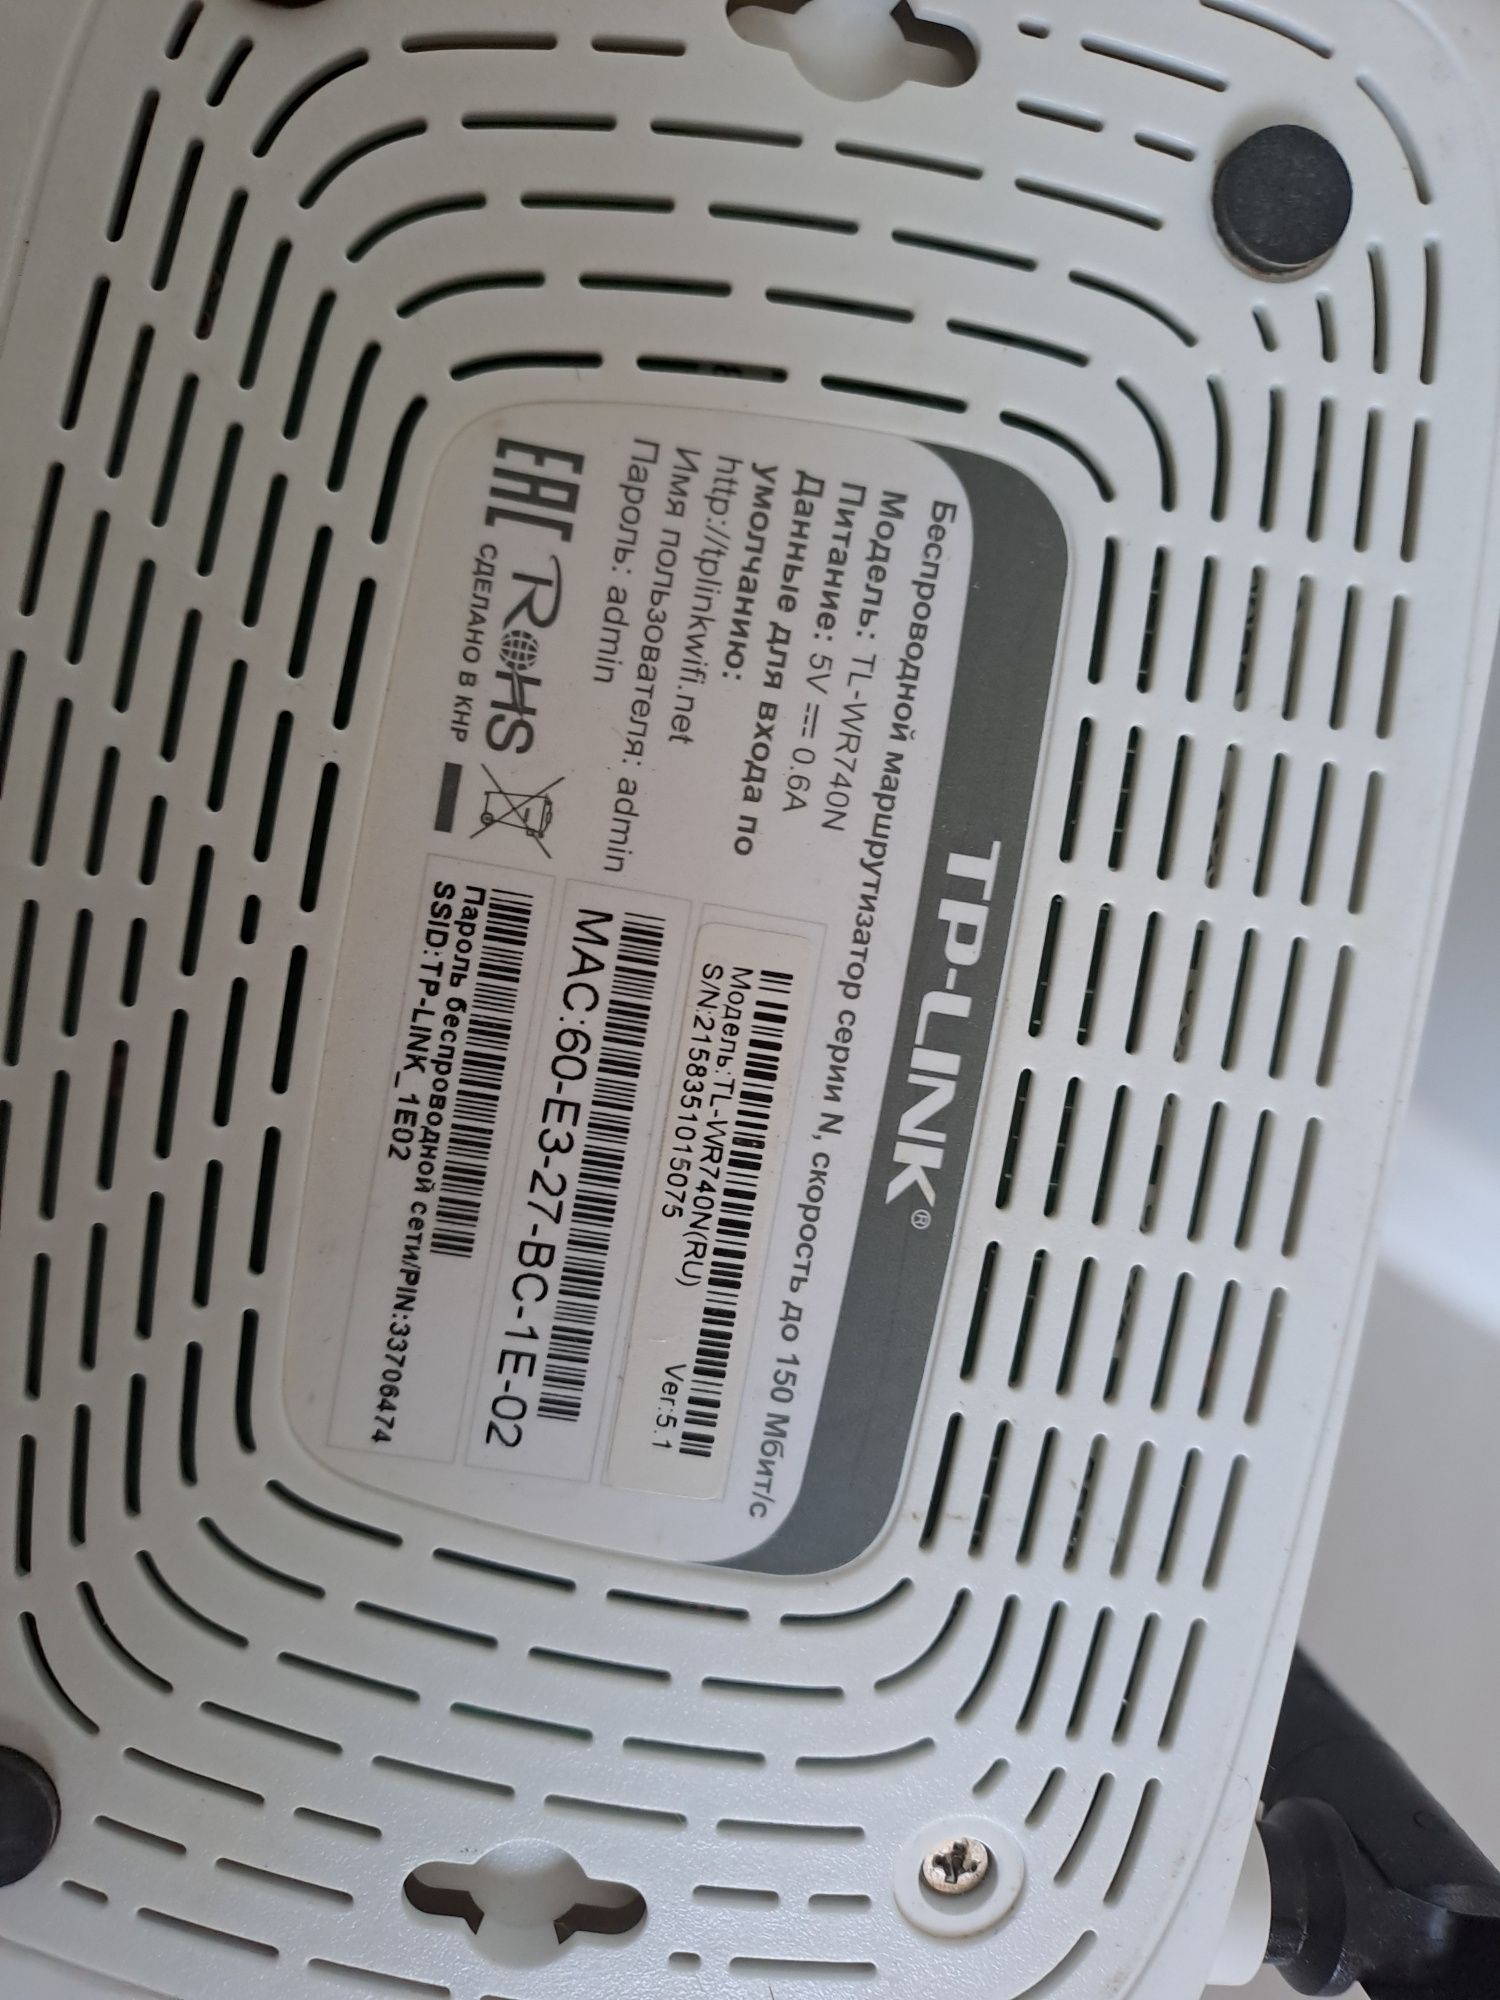 TP-LINK®
Беспроводной маршрутизатор серии N, скорость до 150 Мбит/с
Модель: TL-WR740N
Питание: 5V ⎓ 0.6A
Данные для входа по
умолчанию:
http://tplinkwifi.net
Имя пользователя: admin
Пароль: admin
EAC RoHS
СДЕЛАНО В КНР
Модель:TL-WR740N(RU)
S/N:2158351015075 Ver:5.1
MAC:60-E3-27-BC-1E-02
Пароль беспроводной сети/PIN:33706474
SSID:TP-LINK_1E02